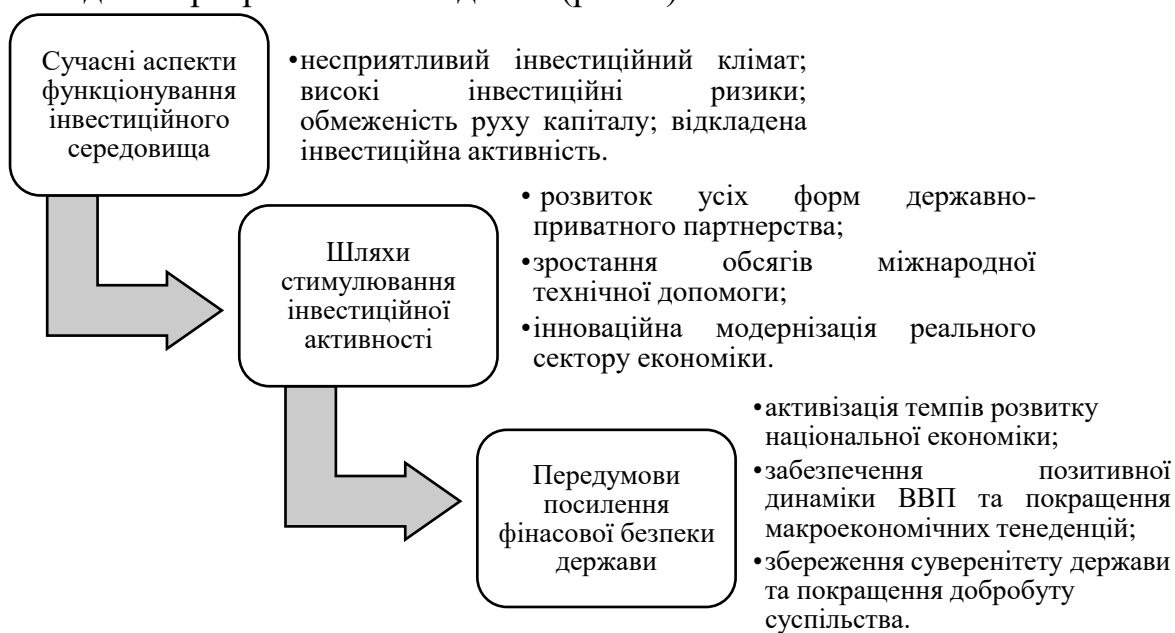 Сучасні аспекти
функціонування
інвестиційного
середовища
•несприятливий інвестиційний клімат;
високі інвестиційні ризики;
обмеженість руху капіталу; відкладена
інвестиційна активність.
Шляхи
стимулювання
інвестиційної
активності
• розвиток усіх форм державно-
приватного партнерства;
•зростання обсягів міжнародної
технічної допомоги;
•інноваційна модернізація реального
сектору економіки.
Передумови
посилення
фінасової безпеки
держави
•активізація темпів розвитку
національної економіки;
•забезпечення позитивної
динаміки ВВП та покращення
макроекономічних тенеденцій;
•збереження суверенітету держави
та покращення добробуту
суспільства.